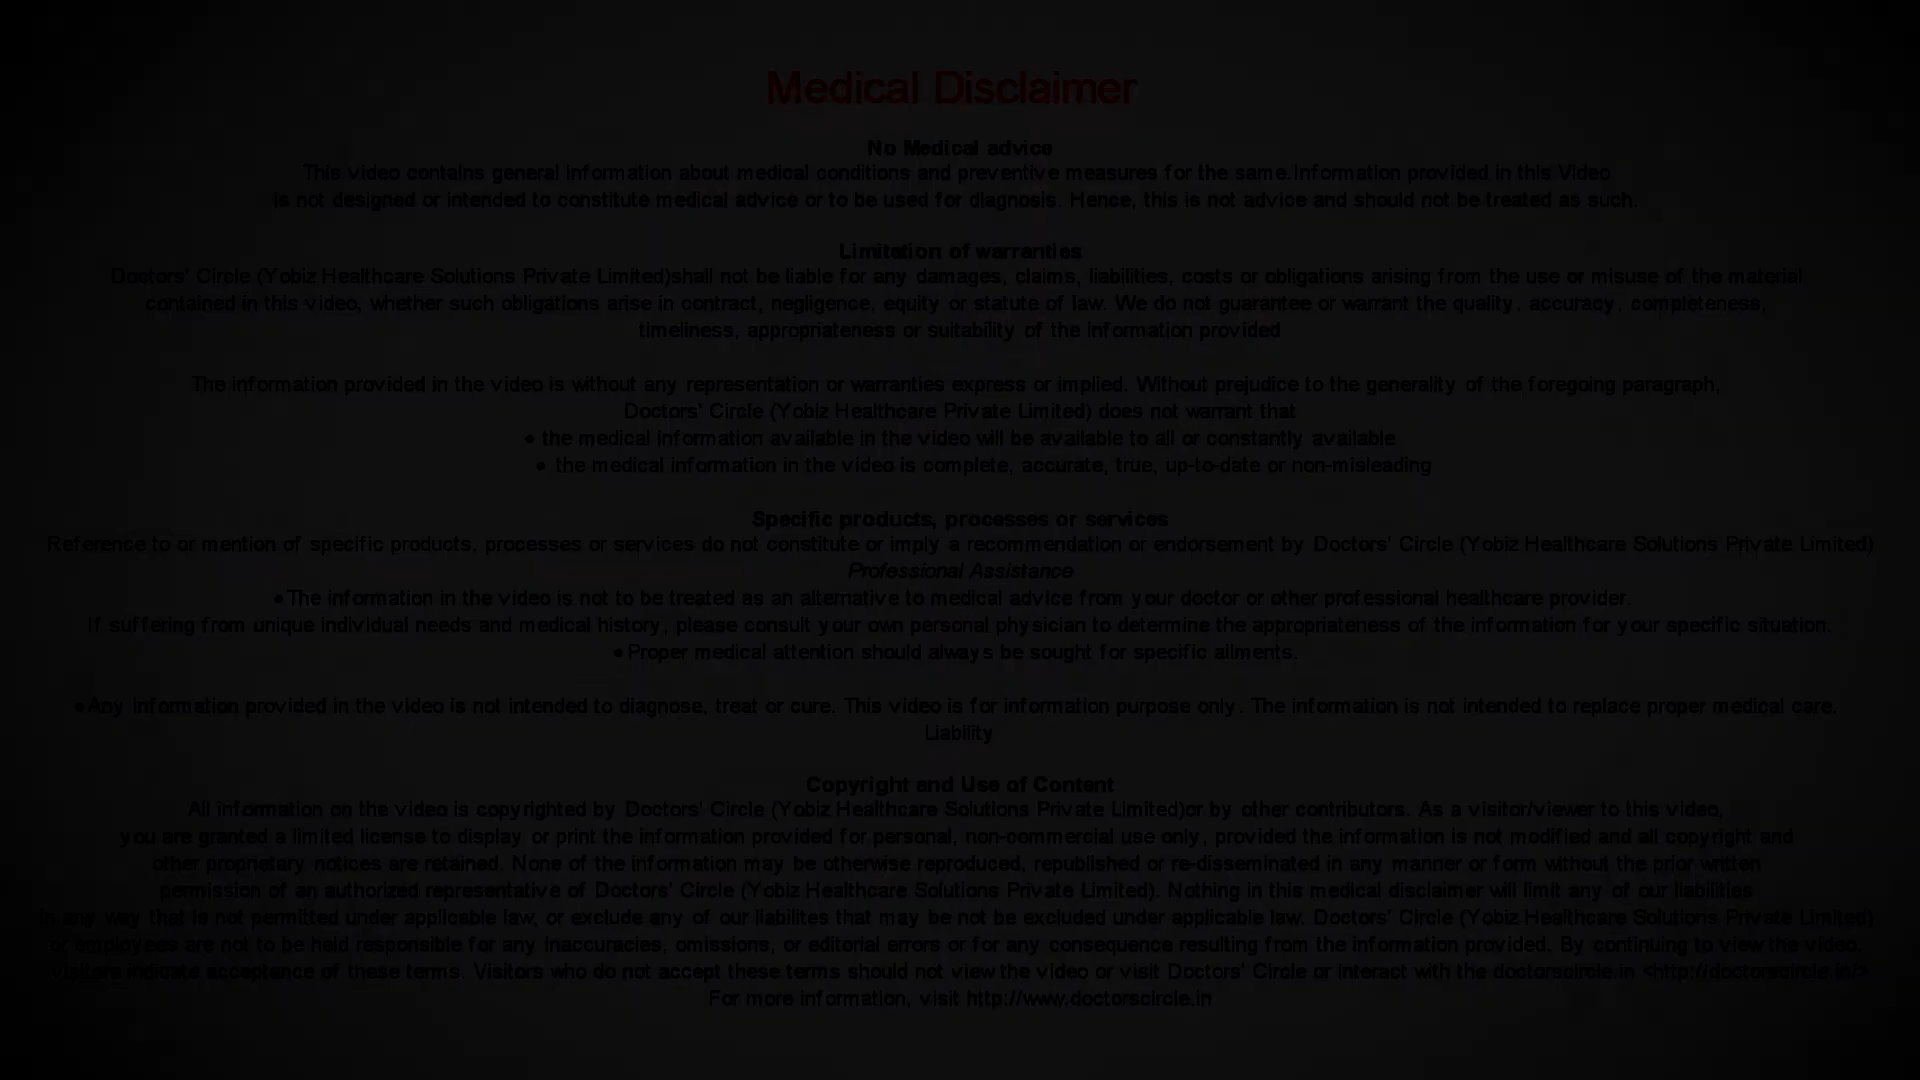 Medical Disclaimer
No Medical advice
This video contains general information about medical conditions and preventive measures for the same.Information provided in this Video
is not designed or intended to constitute medical advice or to be used for diagnosis. Hence, this is not advice and should not be treated as such.
Limitation of warranties
Doctors' Circle (Yobiz Healthcare Solutions Private Limited)shall not be liable for any damages, claims, liabilities, costs or obligations arising from the use or misuse of the material
contained in this video, whether such obligations arise in contract, negligence, equity or statute of law. We do not guarantee or warrant the quality, accuracy, completeness,
timeliness, appropriateness or suitability of the information provided
The information provided in the video is without any representation or warranties express or implied. Without prejudice to the generality of the foregoing paragraph,
Doctors' Circle (Yobiz Healthcare Private Limited) does not warrant that
● the medical information available in the video will be available to all or constantly available
● the medical information in the video is complete, accurate, true, up-to-date or non-misleading
Specific products, processes or services
Reference to or mention of specific products, processes or services do not constitute or imply a recommendation or endorsement by Doctors' Circle (Yobiz Healthcare Solutions Private Limited)
Professional Assistance
●The information in the video is not to be treated as an alternative to medical advice from your doctor or other professional healthcare provider.
If suffering from unique individual needs and medical history, please consult your own personal physician to determine the appropriateness of the information for your specific situation.
●Proper medical attention should always be sought for specific ailments.
●Any information provided in the video is not intended to diagnose, treat or cure. This video is for information purpose only. The information is not intended to replace proper medical care.
Liability
Copyright and Use of Content
All information on the video is copyrighted by Doctors' Circle (Yobiz Healthcare Solutions Private Limited)or by other contributors. As a visitor/viewer to this video,
you are granted a limited license to display or print the information provided for personal, non-commercial use only, provided the information is not modified and all copyright and
other proprietary notices are retained. None of the information may be otherwise reproduced, republished or re-disseminated in any manner or form without the prior written
permission of an authorized representative of Doctors' Circle (Yobiz Healthcare Solutions Private Limited). Nothing in this medical disclaimer will limit any of our liabilities
in any way that is not permitted under applicable law, or exclude any of our liabilites that may be not be excluded under applicable law. Doctors' Circle (Yobiz Healthcare Solutions Private Limited)
or employees are not to be held responsible for any inaccuracies, omissions, or editorial errors or for any consequence resulting from the information provided. By continuing to view the video,
visitors indicate acceptance of these terms. Visitors who do not accept these terms should not view the video or visit Doctors' Circle or interact with the doctorscircle.in <http://doctorscircle.in/>
For more information, visit http://www.doctorscircle.in